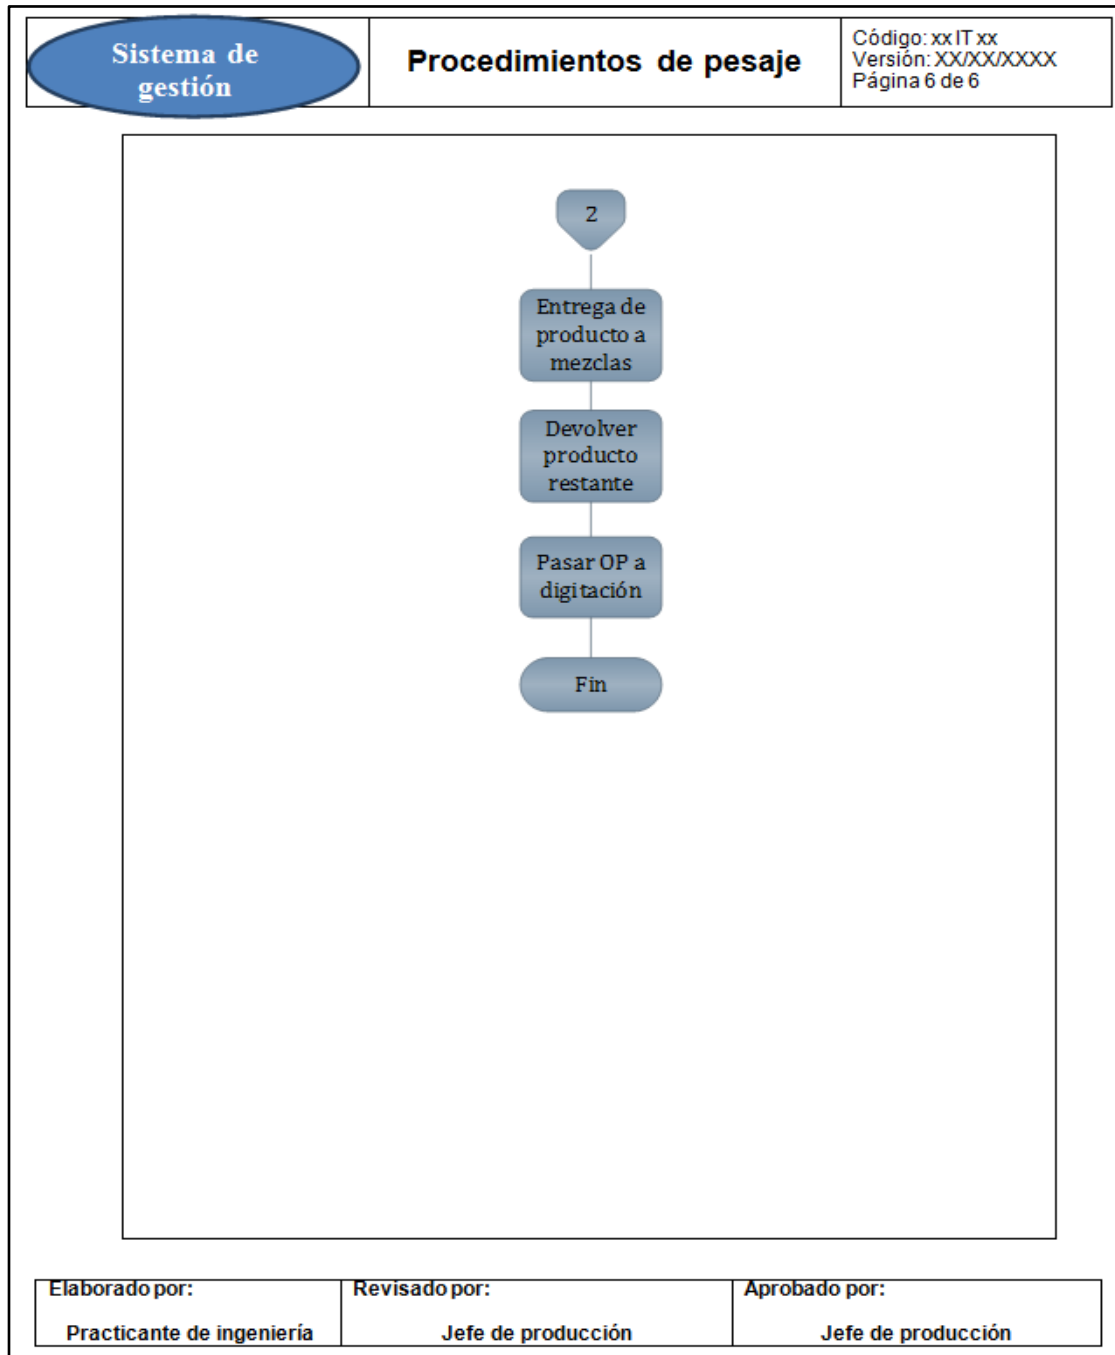 Sistema de
gestión
Procedimientos de pesaje
Código: xx IT xx
Versión: XX/XX/XXXX
Página 6 de 6
2
Entrega de
producto a
mezclas
Devolver
producto
restante
Pasar OP a
digitación
Fin
Elaborado por:
Practicante de ingeniería
Revisado por:
Jefe de producción
Aprobado por:
Jefe de producción